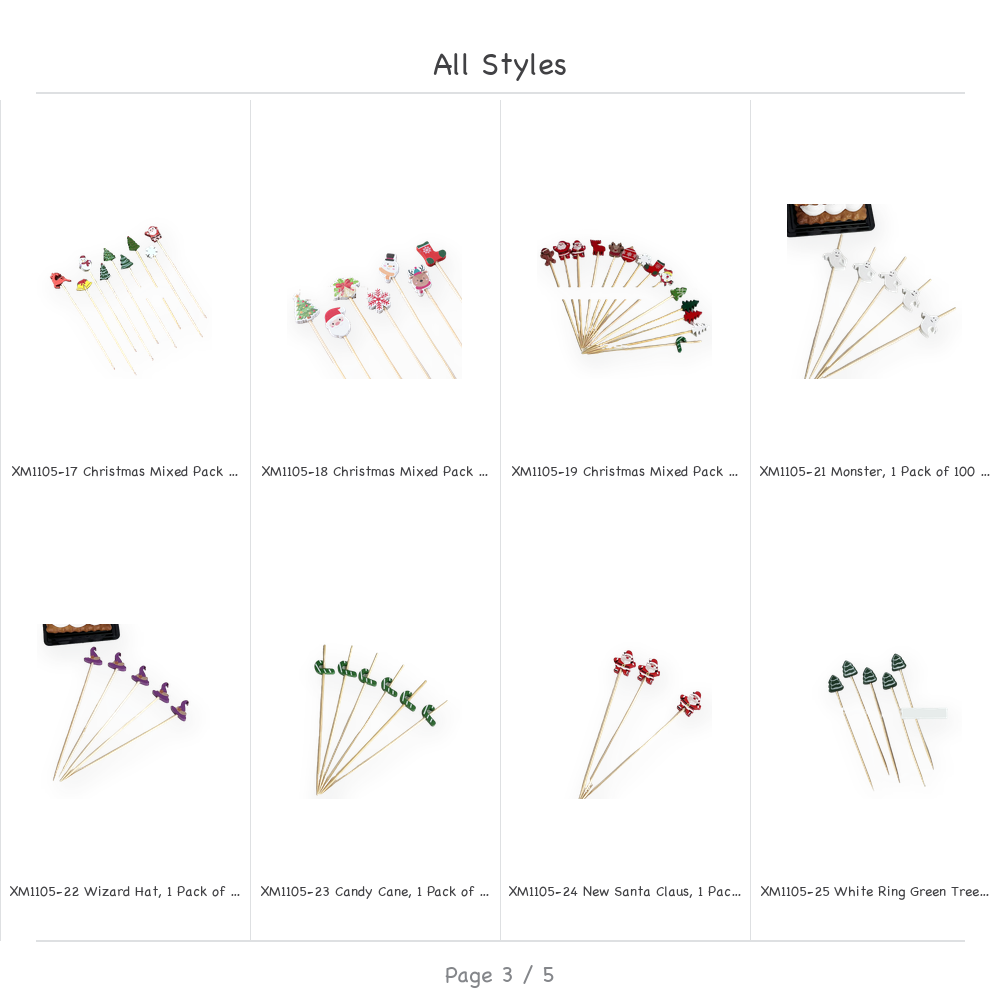 All Styles
XM1105-17 Christmas Mixed Pack ...
XM1105-18 Christmas Mixed Pack ...
XM1105-19 Christmas Mixed Pack ...
XM1105-21 Monster, 1 Pack of 100 ...
XM1105-22 Wizard Hat, 1 Pack of ...
XM1105-23 Candy Cane, 1 Pack of ...
XM1105-24 New Santa Claus, 1 Pac...
XM1105-25 White Ring Green Tree...
Page 3 / 5